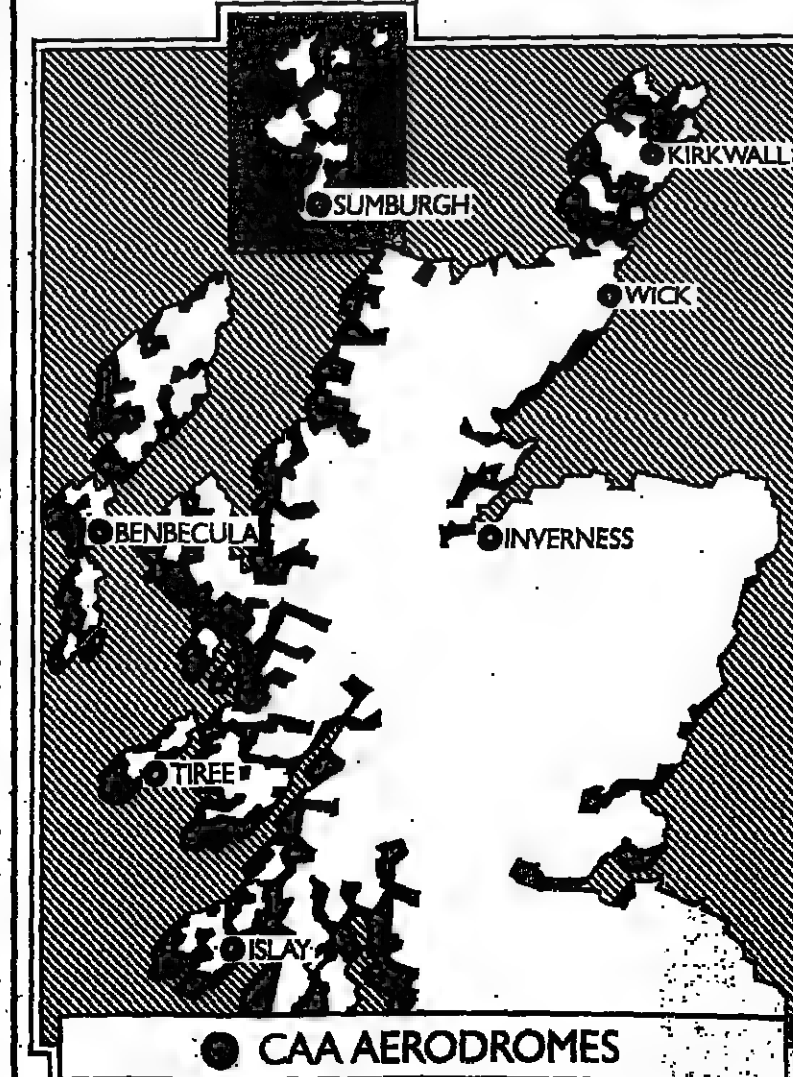 KIRKWALL
SUMBURGH
WICK
BENBECULA
INVERNESS
TIREE
ISLAY
CAA AERODROMES